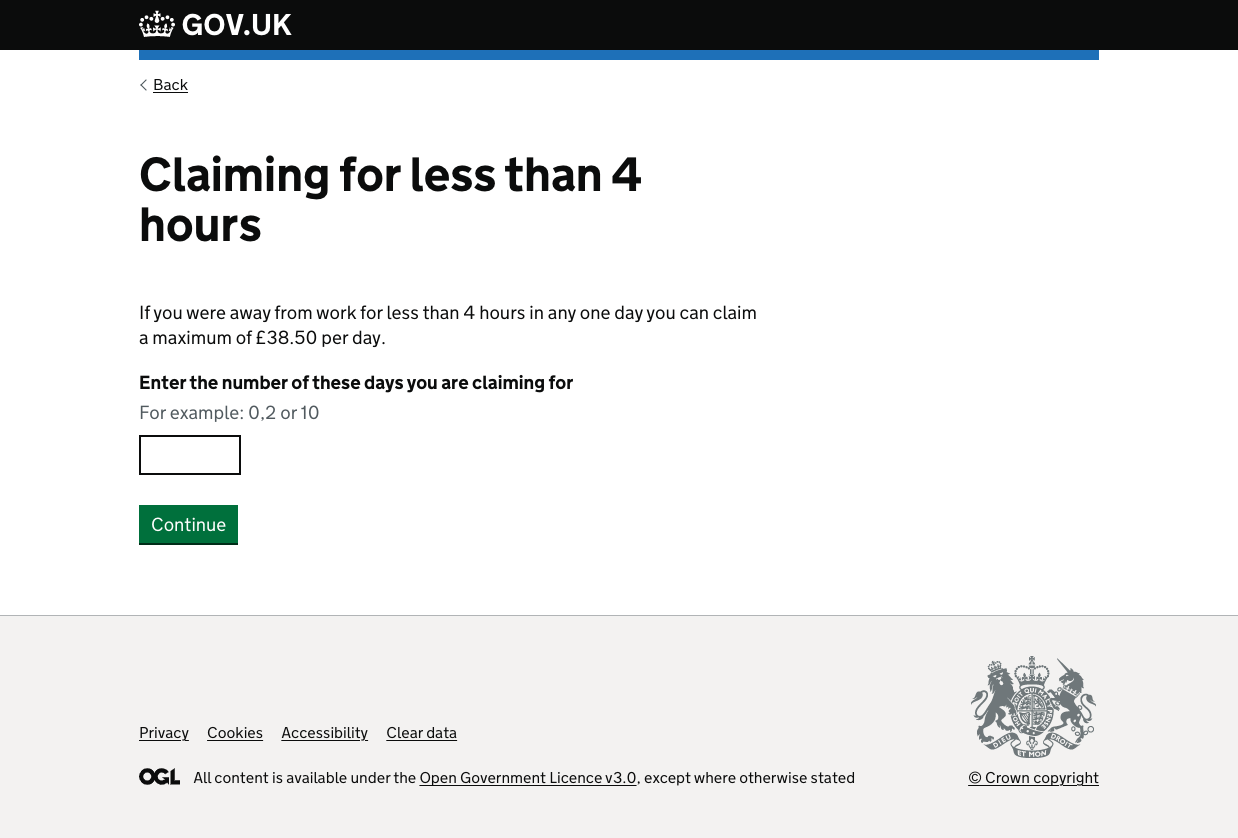 GOV.UK
Back
Claiming for less than 4
hours
If you were away from work for less than 4 hours in any one day you can claim
a maximum of £38.50 per day.
Enter the number of these days you are claiming for
For example: 0,2 or 10
Continue
Privacy Cookies Accessibility Clear data
OGL All content is available under the Open Government Licence v3.0, except where otherwise stated
© Crown copyright